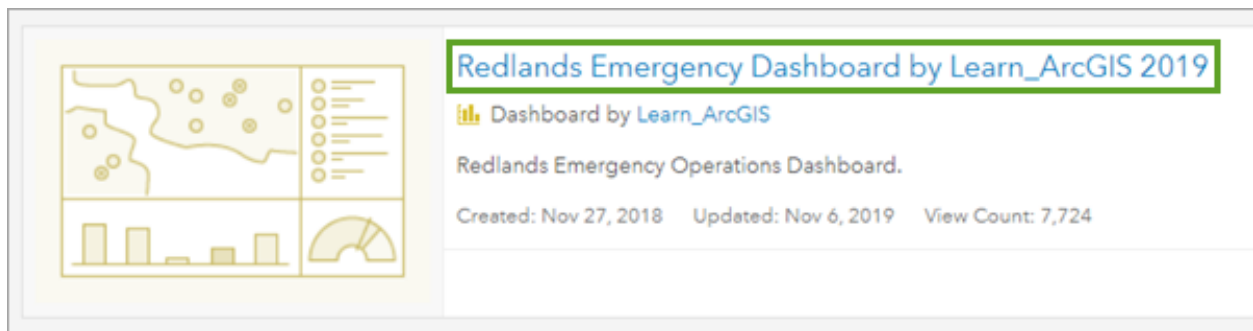 Redlands Emergency Dashboard by Learn_ArcGIS 2019
Dashboard by Learn_ArcGIS
Redlands Emergency Operations Dashboard.
Created: Nov 27, 2018 Updated: Nov 6, 2019 View Count: 7,724